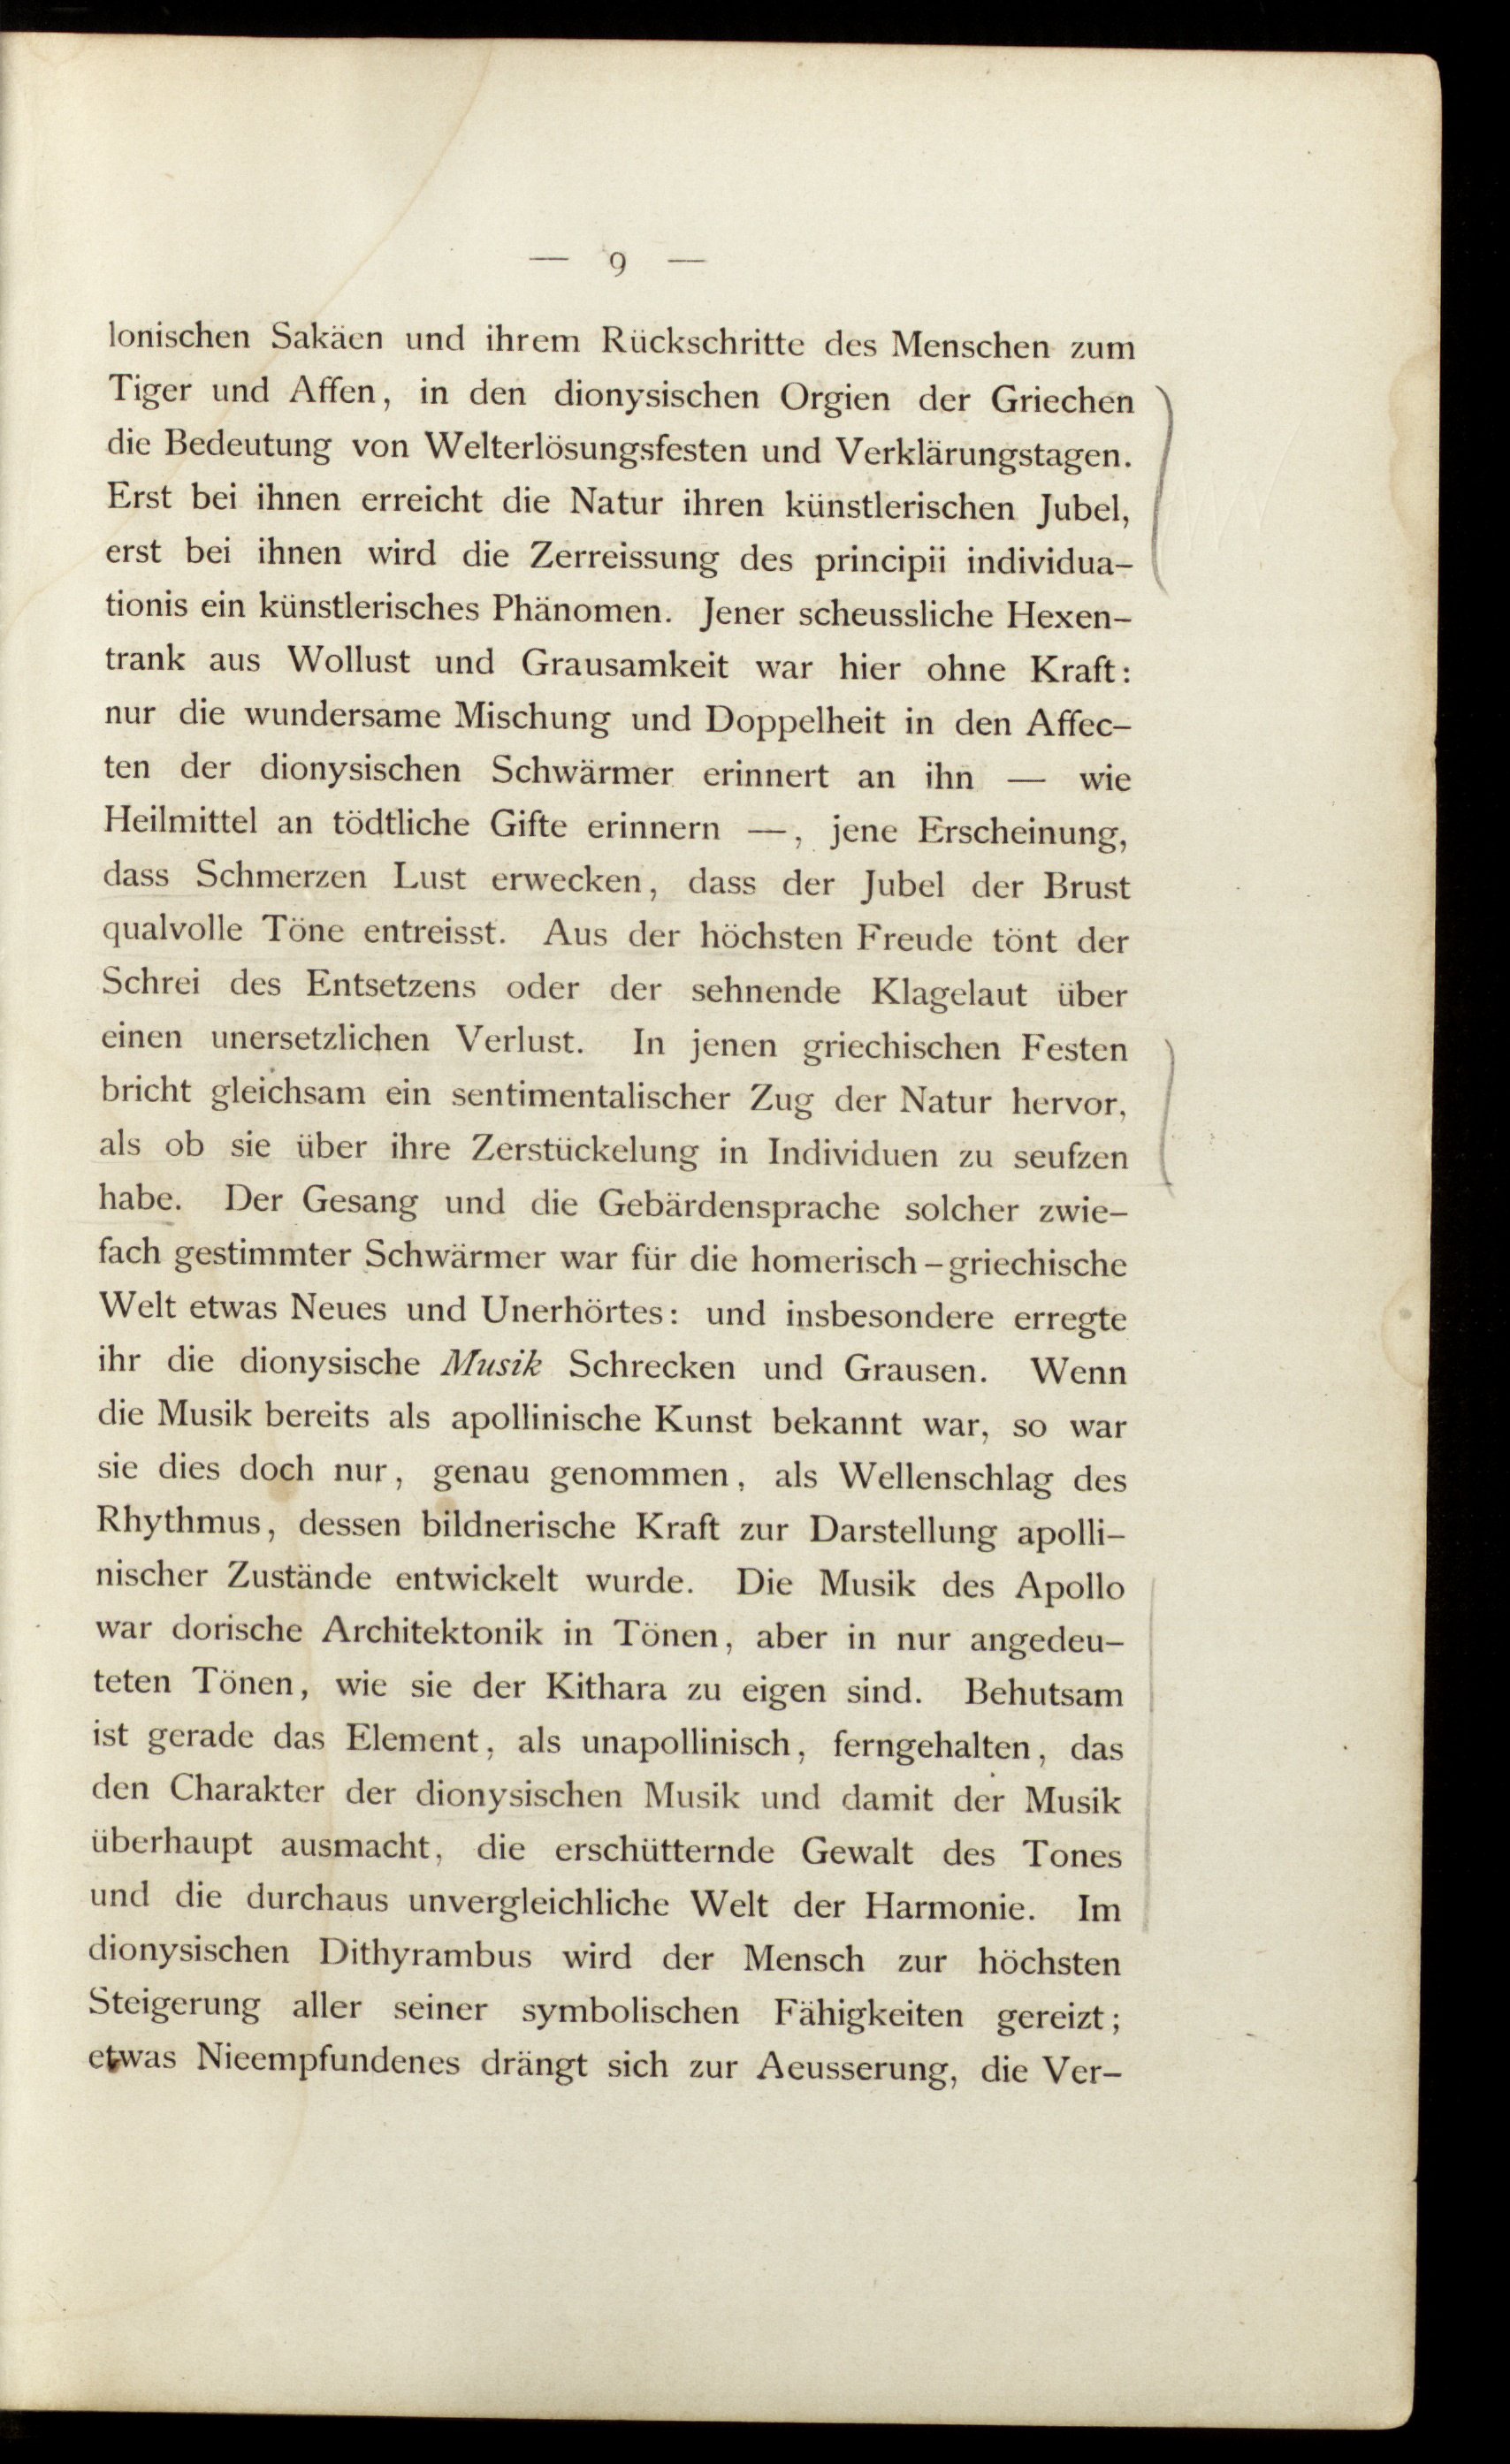 — 9 —
lonischen Sakäen und ihrem Rückschritte des Menschen zum
Tiger und Affen, in den dionysischen Orgien der Griechen
die Bedeutung von Welterlösungsfesten und Verklärungstagen.
Erst bei ihnen erreicht die Natur ihren künstlerischen Jubel,
erst bei ihnen wird die Zerreissung des principii individua-
tionis ein künstlerisches Phänomen. Jener scheussliche Hexen-
trank aus Wollust und Grausamkeit war hier ohne Kraft:
nur die wundersame Mischung und Doppelheit in den Affec-
ten der dionysischen Schwärmer erinnert an ihn — wie
Heilmittel an tödtliche Gifte erinnern —, jene Erscheinung,
dass Schmerzen Lust erwecken, dass der Jubel der Brust
qualvolle Töne entreisst. Aus der höchsten Freude tönt der
Schrei des Entsetzens oder der sehnende Klagelaut über
einen unersetzlichen Verlust. In jenen griechischen Festen
bricht gleichsam ein sentimentalischer Zug der Natur hervor,
als ob sie über ihre Zerstückelung in Individuen zu seufzen
habe. Der Gesang und die Gebärdensprache solcher zwie-
fach gestimmter Schwärmer war für die homerisch-griechische
Welt etwas Neues und Unerhörtes: und insbesondere erregte
ihr die dionysische Musik Schrecken und Grausen. Wenn
die Musik bereits als apollinische Kunst bekannt war, so war
sie dies doch nur, genau genommen, als Wellenschlag des
Rhythmus, dessen bildnerische Kraft zur Darstellung apolli-
nischer Zustände entwickelt wurde. Die Musik des Apollo
war dorische Architektonik in Tönen, aber in nur angedeu-
teten Tönen, wie sie der Kithara zu eigen sind. Behutsam
ist gerade das Element, als unapollinisch, ferngehalten, das
den Charakter der dionysischen Musik und damit der Musik
überhaupt ausmacht, die erschütternde Gewalt des Tones
und die durchaus unvergleichliche Welt der Harmonie. Im
dionysischen Dithyrambus wird der Mensch zur höchsten
Steigerung aller seiner symbolischen Fähigkeiten gereizt;
etwas Nieempfundenes drängt sich zur Aeusserung, die Ver-